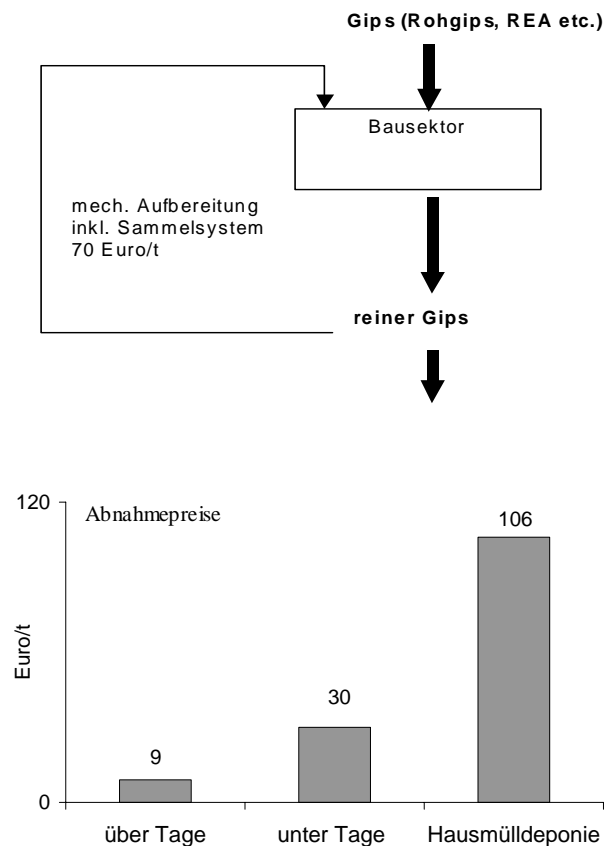 Gips (Rohgips, REA etc.)
Bausektor
mech. Aufbereitung
inkl. Sammelsystem
70 Euro/t
reiner Gips
120
Abnahmepreise
106
Euro/t
30
9
0
über Tage
unter Tage
Hausmülldeponie